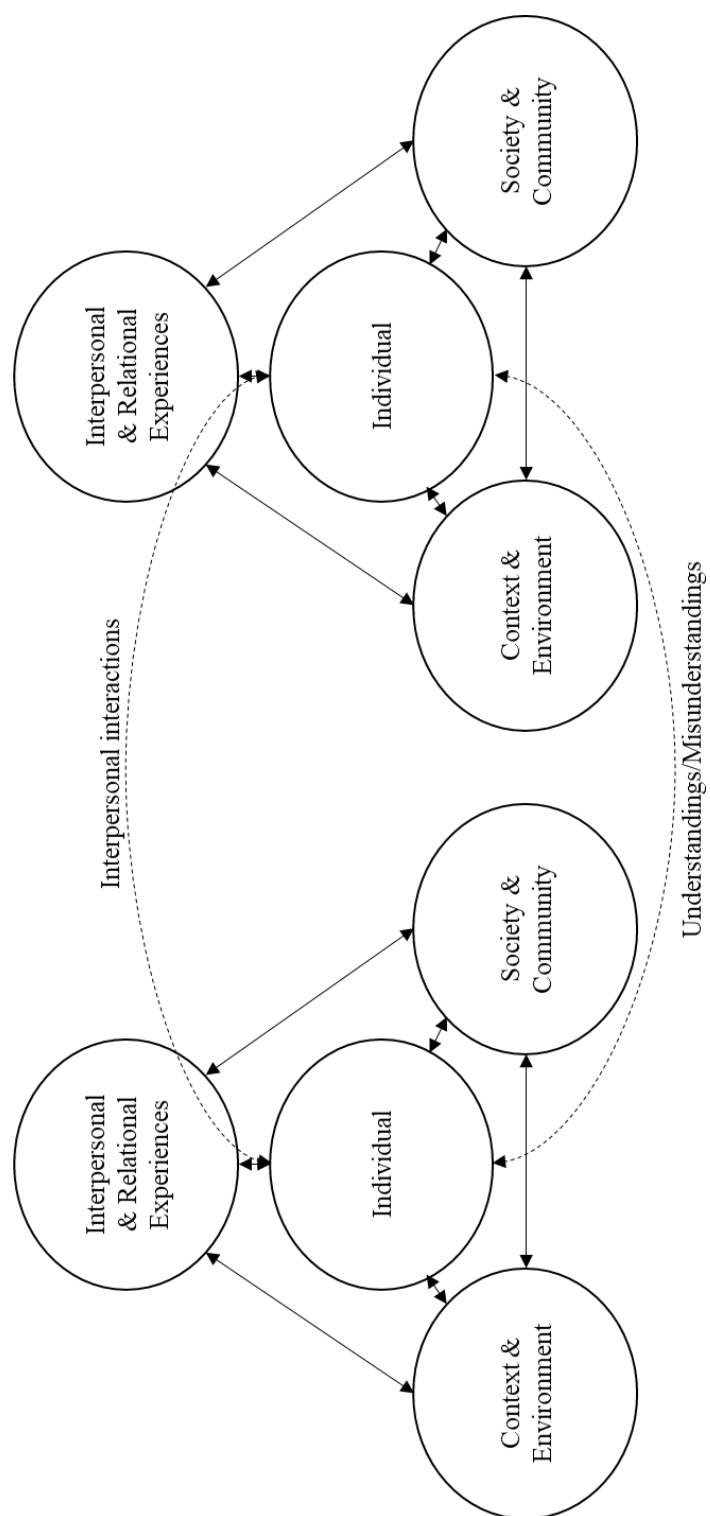 Interpersonal interactions
Interpersonal
& Relational
Experiences
Interpersonal
& Relational
Experiences
Individual
Individual
Context &
Environment
Society &
Community
Context &
Environment
Society &
Community
Understandings/Misunderstandings